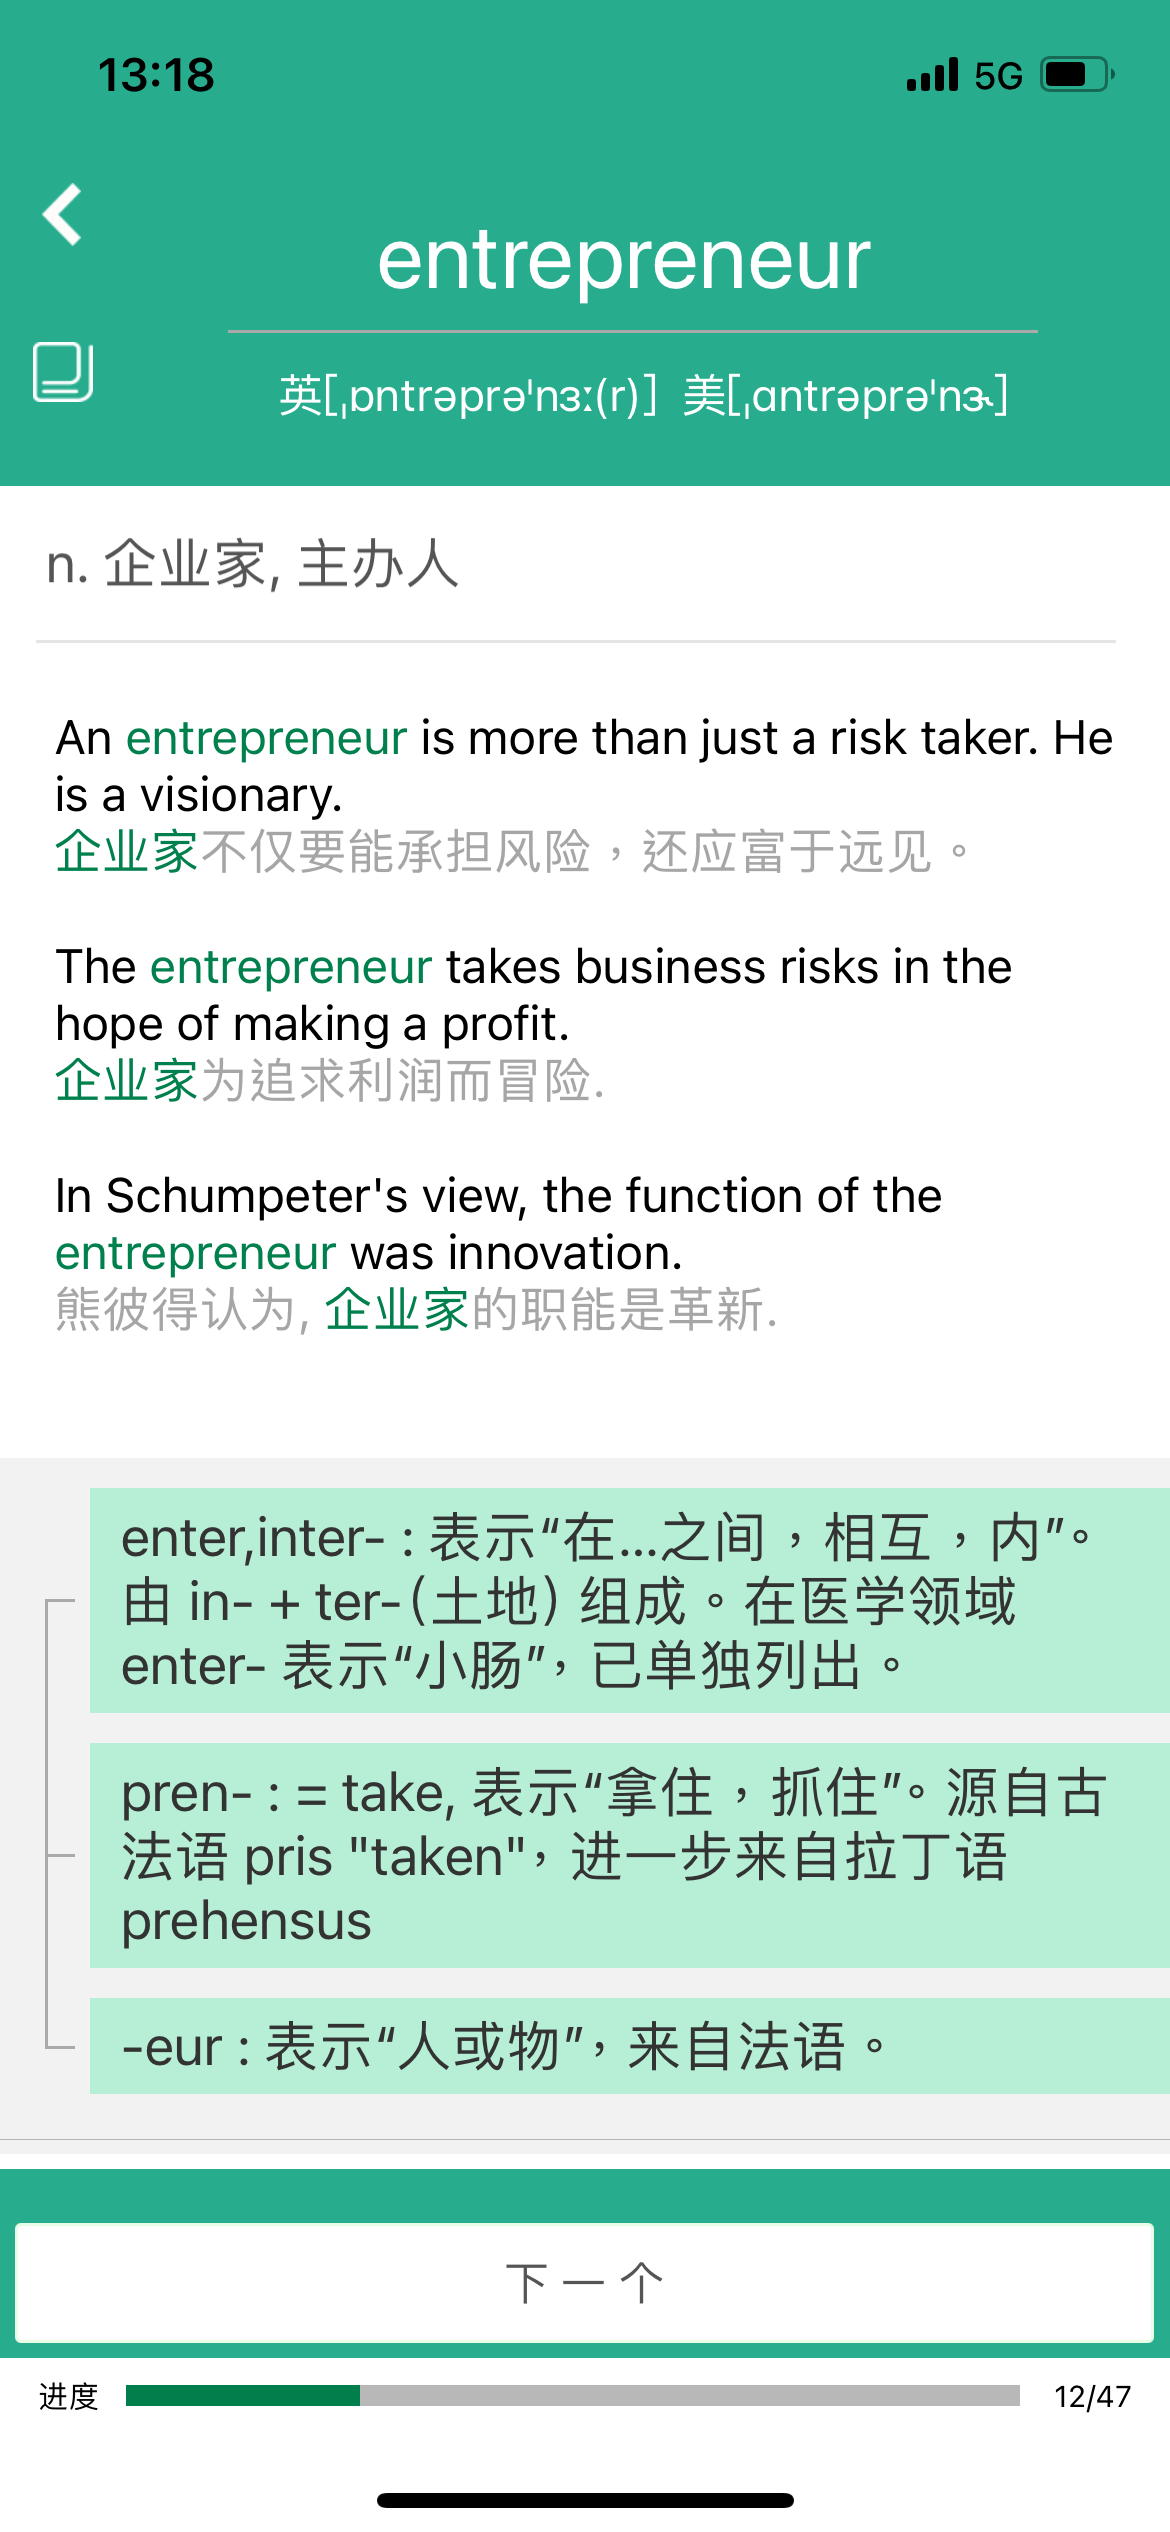 13:18 5G
entrepreneur
英[ˌɒntrəprə'nɜː(r)] 美[ˌɑntrəprə'nɝ]
n. 企业家, 主办人
An entrepreneur is more than just a risk taker. He
is a visionary.
企业家不仅要能承担风险，还应富于远见。
The entrepreneur takes business risks in the
hope of making a profit.
企业家为追求利润而冒险.
In Schumpeter's view, the function of the
entrepreneur was innovation.
熊彼得认为, 企业家的职能是革新.
enter,inter- : 表示“在...之间，相互，内”。
由 in- + ter-(土地) 组成。在医学领域
enter- 表示“小肠”，已单独列出。
pren- : = take, 表示“拿住，抓住”。源自古
法语 pris "taken"，进一步来自拉丁语
prehensus
-eur : 表示“人或物”，来自法语。
下一个
进度 12/47